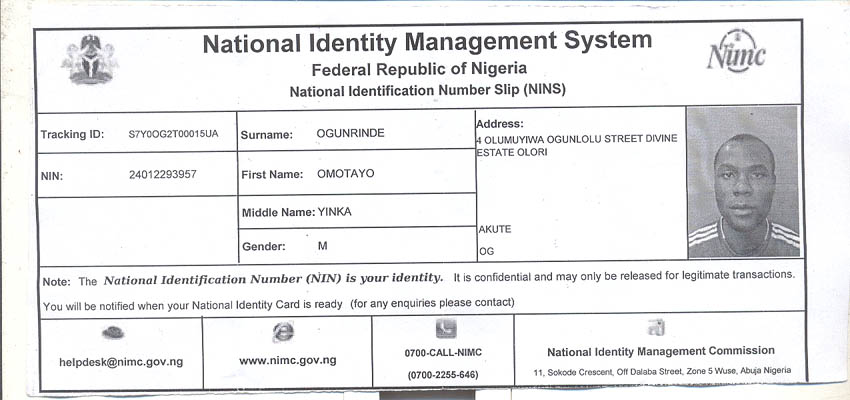 National Identity Management System
Federal Republic of Nigeria
National Identification Number Slip (NINS)
Nimc
Tracking ID: S7Y0OG2T00015UA
Surname: OGUNRINDE
Address:
4 OLUMUYIWA OGUNLOLU STREET DIVINE
ESTATE OLORI
NIN: 24012293957
First Name: OMOTAYO
Middle Name: YINKA
AKUTE
Gender: M
OG
Note: The National Identification Number (NIN) is your identity. It is confidential and may only be released for legitimate transactions.
You will be notified when your National Identity Card is ready (for any enquiries please contact)
helpdesk@nimc.gov.ng
www.nimc.gov.ng
0700-CALL-NIMC
(0700-2255-646)
National Identity Management Commission
11, Sokode Crescent, Off Dalaba Street, Zone 5 Wuse, Abuja Nigeria